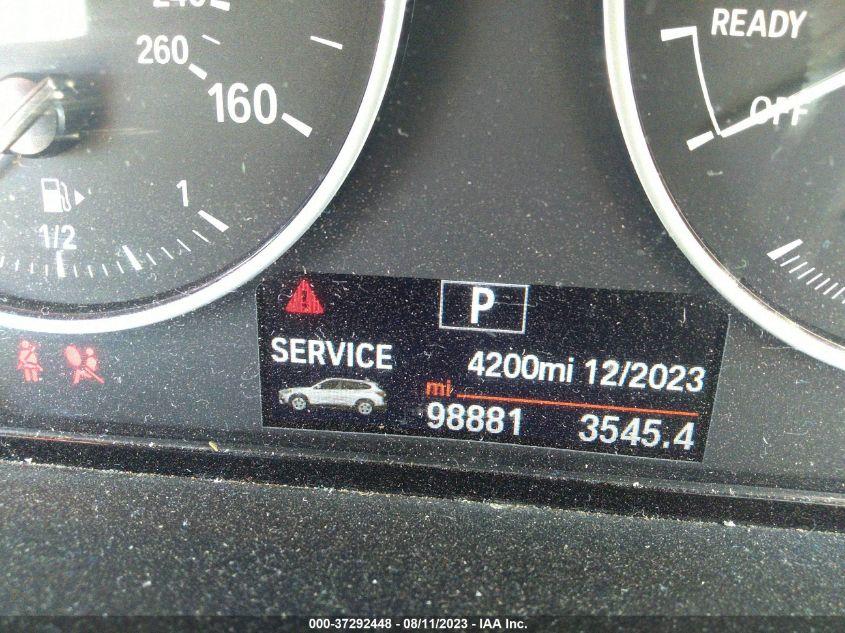 240
260
160
1
1/2
READY
OFF
P
SERVICE
4200mi 12/2023
mi
98881 3545.4
000-37292448 - 08/11/2023 - IAA Inc.